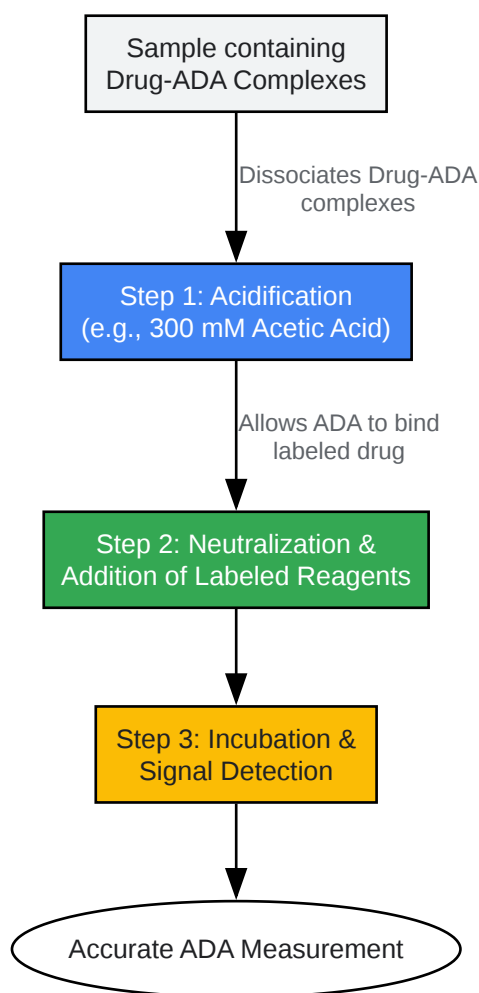 Sample containing
Drug-ADA Complexes
Dissociates Drug-ADA
complexes
Step 1: Acidification
(e.g., 300 mM Acetic Acid)
Allows ADA to bind
labeled drug
Step 2: Neutralization &
Addition of Labeled Reagents
Step 3: Incubation &
Signal Detection
Accurate ADA Measurement